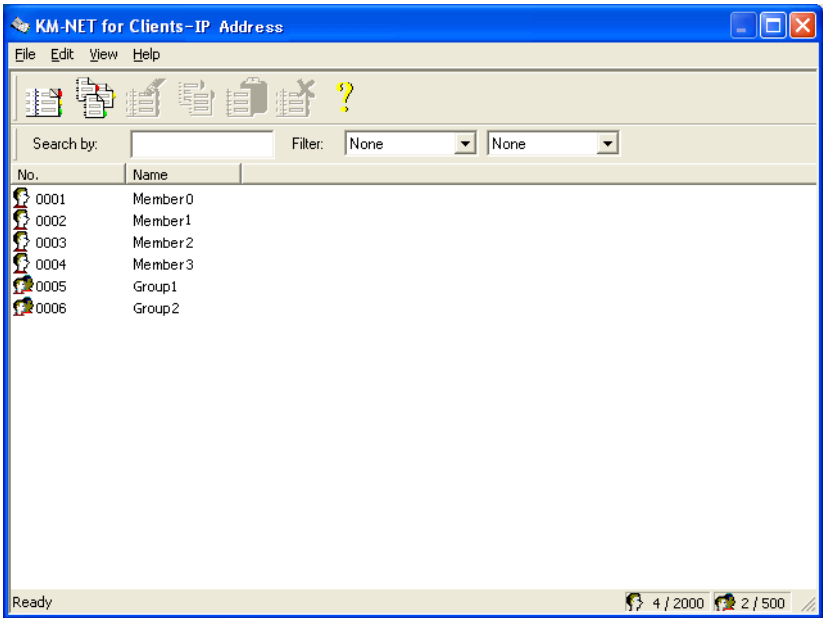 KM-NET for Clients-IP Address
File Edit View Help
?
Search by: Filter: None None
No. Name
0001 Member0
0002 Member1
0003 Member2
0004 Member3
0005 Group1
0006 Group2
Ready 4 / 2000 2 / 500